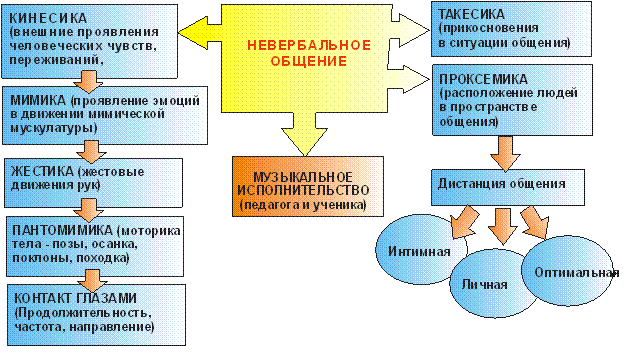 НЕВЕРБАЛЬНОЕ
ОБЩЕНИЕ
КИНЕСИКА
(внешние проявления
человеческих чувств,
переживаний,
МИМИКА (проявление эмоций
в движении мимической
мускулатуры)
ЖЕСТИКА (жестовые
движения рук)
ПАНТОМИМИКА (моторика
тела - позы, осанка,
поклоны, походка)
КОНТАКТ ГЛАЗАМИ
(Продолжительность,
частота, направление)
МУЗЫКАЛЬНОЕ
ИСПОЛНИТЕЛЬСТВО
(педагога и ученика)
ТАКЕСИКА
(прикосновения
в ситуации общения)
ПРОКСЕМИКА
(расположение людей
в пространстве
общения)
Дистанция общения
Интимная
Личная
Оптимальная